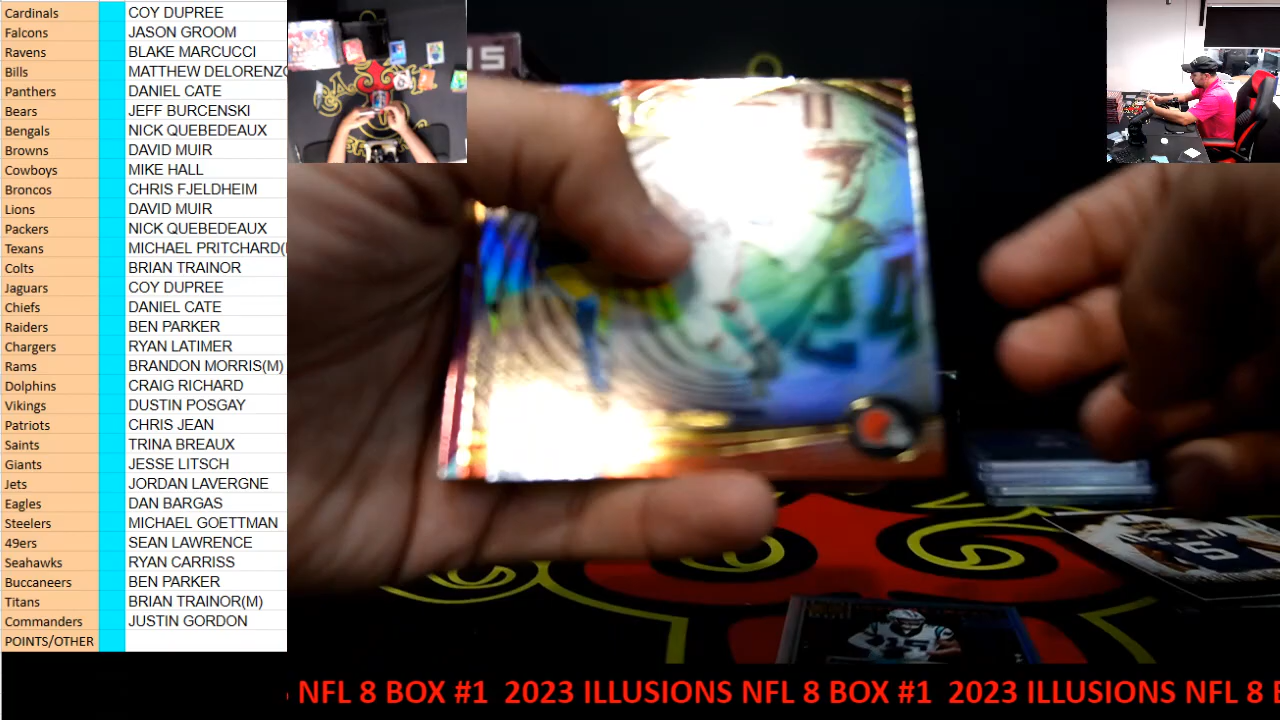 Cardinals COY DUPREE
Falcons JASON GROOM
Ravens BLAKE MARCUCCI
Bills MATTHEW DELORENZO
Panthers DANIEL CATE
Bears JEFF BURCENSKI
Bengals NICK QUEBEDEAUX
Browns DAVID MUIR
Cowboys MIKE HALL
Broncos CHRIS FJELDHEIM
Lions DAVID MUIR
Packers NICK QUEBEDEAUX
Texans MICHAEL PRITCHARD(
Colts BRIAN TRAINOR
Jaguars COY DUPREE
Chiefs DANIEL CATE
Raiders BEN PARKER
Chargers RYAN LATIMER
Rams BRANDON MORRIS(M)
Dolphins CRAIG RICHARD
Vikings DUSTIN POSGAY
Patriots CHRIS JEAN
Saints TRINA BREAUX
Giants JESSE LITSCH
Jets JORDAN LAVERGNE
Eagles DAN BARGAS
Steelers MICHAEL GOETTMAN
49ers SEAN LAWRENCE
Seahawks RYAN CARRISS
Buccaneers BEN PARKER
Titans BRIAN TRAINOR(M)
Commanders JUSTIN GORDON
POINTS/OTHER
NFL 8 BOX #1 2023 ILLUSIONS NFL 8 BOX #1 2023 ILLUSIONS NFL 8